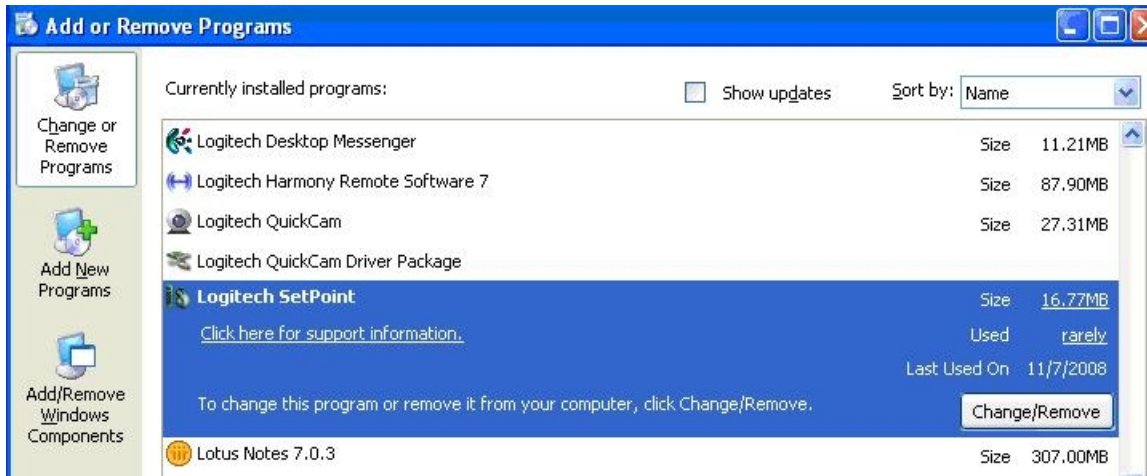 Add or Remove Programs
Change or
Remove
Programs
Add New
Programs
Add/Remove
Windows
Components
Currently installed programs:
Show updates
Sort by: Name
Logitech Desktop Messenger Size 11.21MB
Logitech Harmony Remote Software 7 Size 87.90MB
Logitech QuickCam Size 27.31MB
Logitech QuickCam Driver Package
Logitech SetPoint Size 16.77MB
Click here for support information. Used rarely
Last Used On 11/7/2008
To change this program or remove it from your computer, click Change/Remove. Change/Remove
Lotus Notes 7.0.3 Size 307.00MB